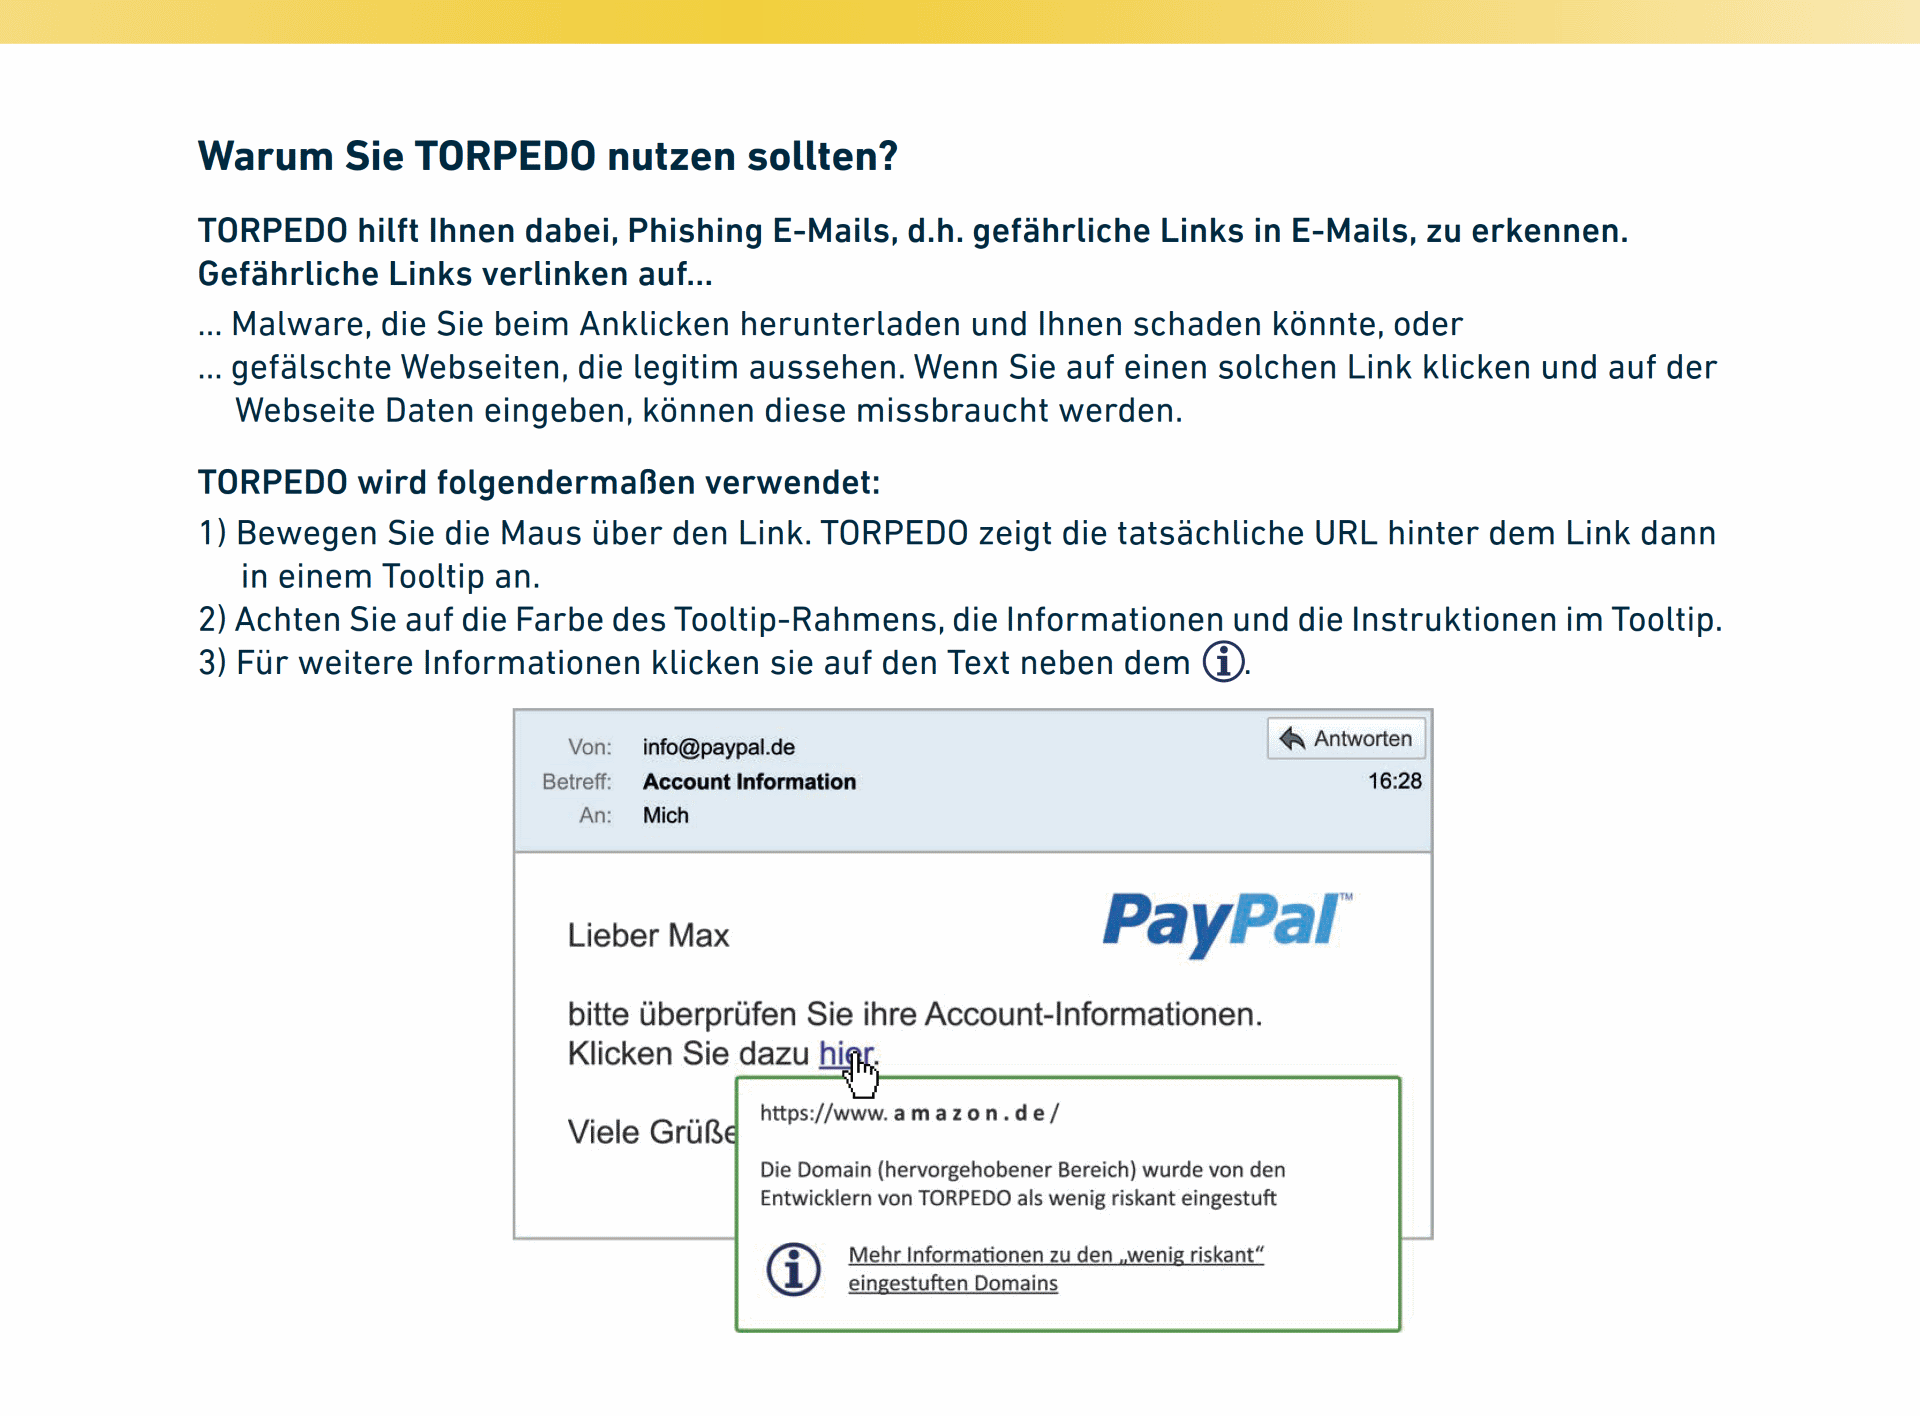 Warum Sie TORPEDO nutzen sollten?
TORPEDO hilft Ihnen dabei, Phishing E-Mails, d.h. gefährliche Links in E-Mails, zu erkennen.
Gefährliche Links verlinken auf...
... Malware, die Sie beim Anklicken herunterladen und Ihnen schaden könnte, oder
... gefälschte Webseiten, die legitim aussehen. Wenn Sie auf einen solchen Link klicken und auf der
Webseite Daten eingeben, können diese missbraucht werden.
TORPEDO wird folgendermaßen verwendet:
1) Bewegen Sie die Maus über den Link. TORPEDO zeigt die tatsächliche URL hinter dem Link dann
in einem Tooltip an.
2) Achten Sie auf die Farbe des Tooltip-Rahmens, die Informationen und die Instruktionen im Tooltip.
3) Für weitere Informationen klicken sie auf den Text neben dem i.
Von: info@paypal.de
Antworten
Betreff: Account Information
16:28
An: Mich
PayPal™
Lieber Max
bitte überprüfen Sie ihre Account-Informationen.
Klicken Sie dazu hier.
Viele Grüße
https://www.amazon.de/
Die Domain (hervorgehobener Bereich) wurde von den
Entwicklern von TORPEDO als wenig riskant eingestuft
i Mehr Informationen zu den „wenig riskant“
eingestuften Domains